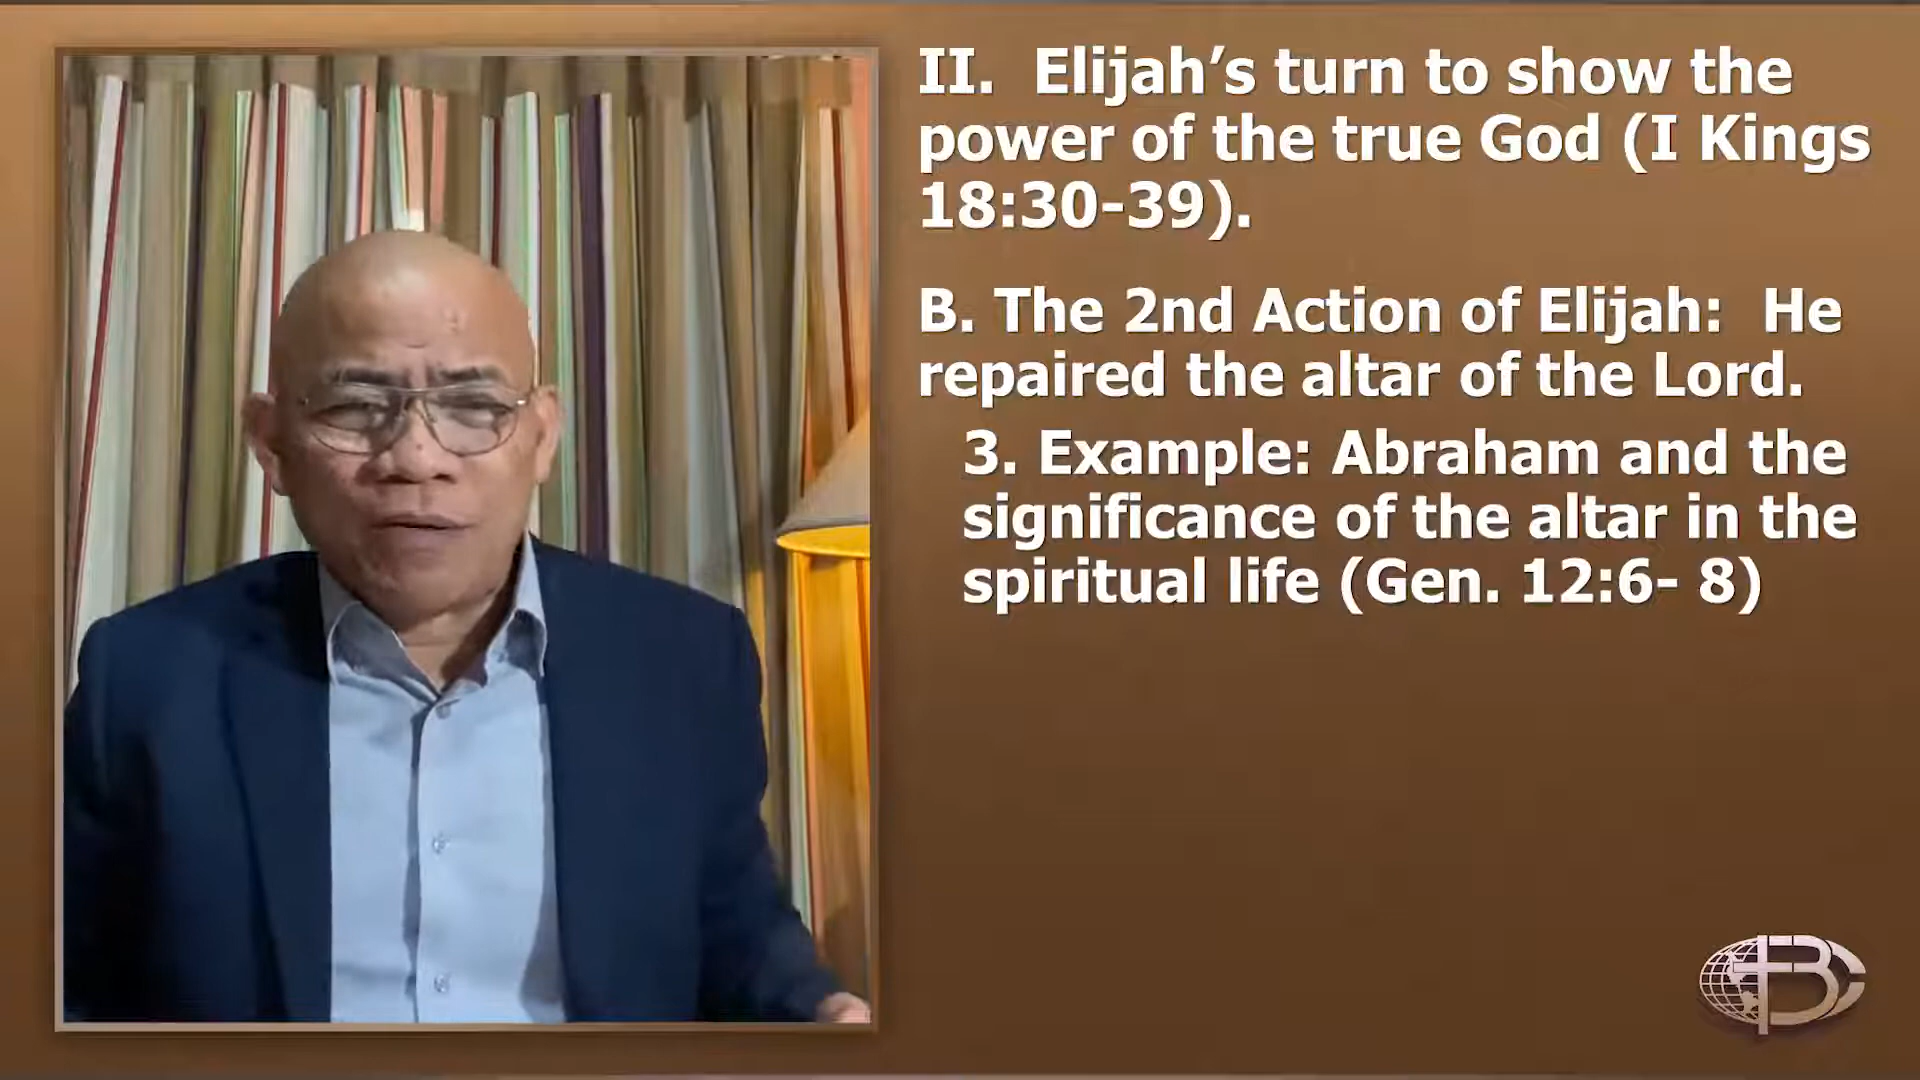 II.  Elijah’s turn to show the
power of the true God (I Kings
18:30-39).
B. The 2nd Action of Elijah:  He
repaired the altar of the Lord.
3. Example: Abraham and the
significance of the altar in the
spiritual life (Gen. 12:6- 8)